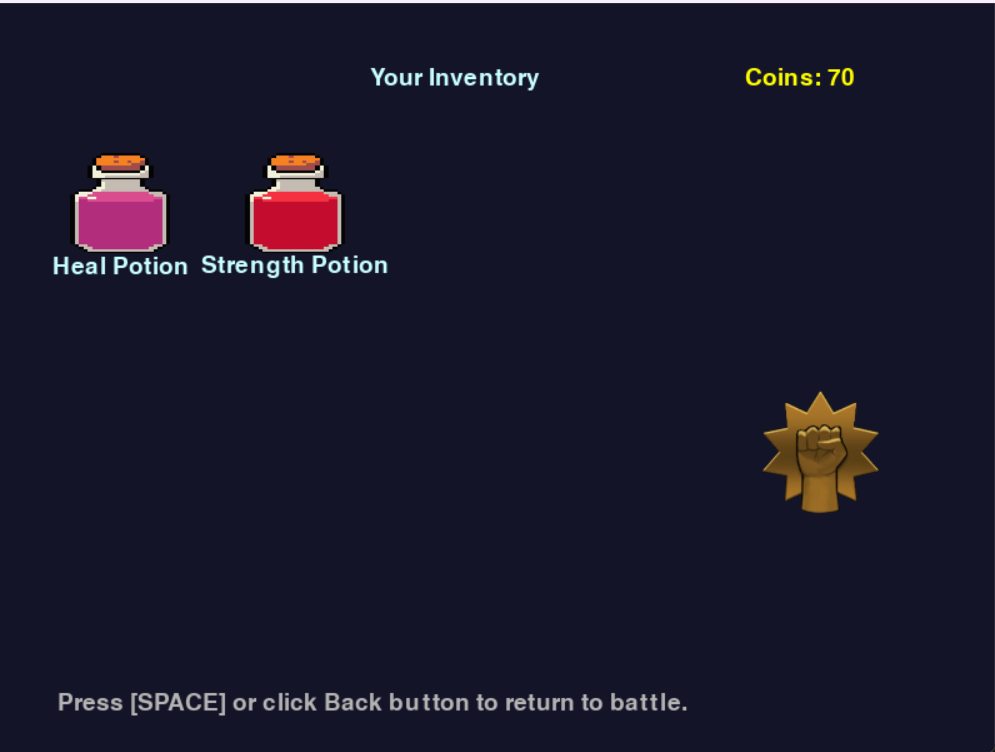 Your Inventory
Coins: 70
Heal Potion
Strength Potion
Press [SPACE] or click Back button to return to battle.